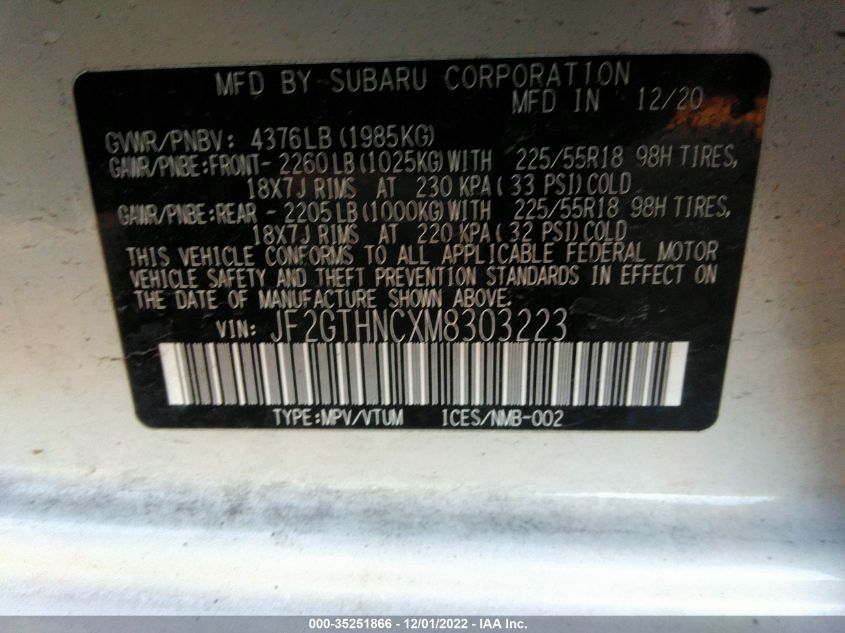 MFD BY SUBARU CORPORATION
MFD IN 12/20
GVWR/PNBV: 4376LB (1985KG)
GAWR/PNBE:FRONT- 2260LB (1025KG) WITH 225/55R18 98H TIRES,
18X7J RIMS AT 230 KPA ( 33 PSI) COLD
GAWR/PNBE:REAR - 2205LB (1000KG) WITH 225/55R18 98H TIRES,
18X7J RIMS AT 220 KPA ( 32 PSI) COLD
THIS VEHICLE CONFORMS TO ALL APPLICABLE FEDERAL MOTOR
VEHICLE SAFETY AND THEFT PREVENTION STANDARDS IN EFFECT ON
THE DATE OF MANUFACTURE SHOWN ABOVE.
VIN: JF2GTHNCXM8303223
TYPE:MPV/VTUM ICES/NMB-002
000-35251866 - 12/01/2022 - IAA Inc.